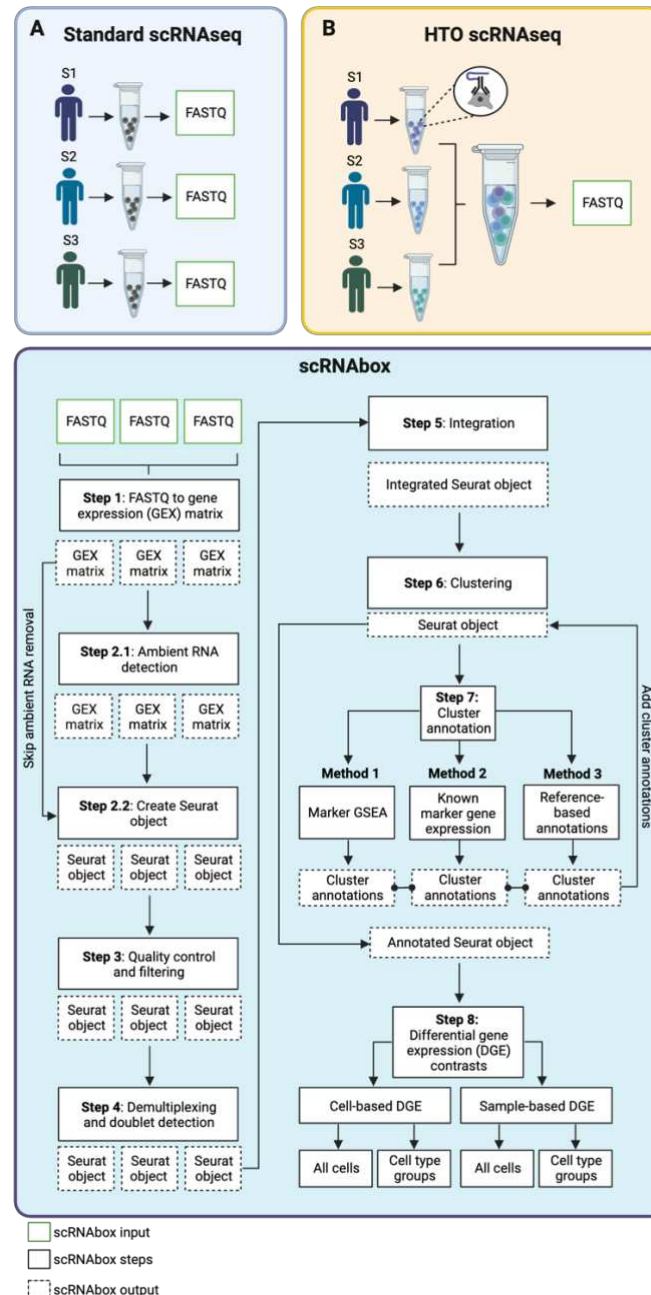 A
Standard scRNAseq
S1
FASTQ
S2
FASTQ
S3
FASTQ
B
HTO scRNAseq
S1
S2
S3
FASTQ
scRNAbox
FASTQ FASTQ FASTQ
Step 1: FASTQ to gene
expression (GEX) matrix
GEX
matrix
GEX
matrix
GEX
matrix
Skip ambient RNA removal
Step 2.1: Ambient RNA
detection
GEX
matrix
GEX
matrix
GEX
matrix
Step 2.2: Create Seurat
object
Seurat
object
Seurat
object
Seurat
object
Step 3: Quality control
and filtering
Seurat
object
Seurat
object
Seurat
object
Step 4: Demultiplexing
and doublet detection
Seurat
object
Seurat
object
Seurat
object
Step 5: Integration
Integrated Seurat object
Step 6: Clustering
Seurat object
Step 7:
Cluster
annotation
Add cluster annotations
Method 1
Marker GSEA
Cluster
annotations
Method 2
Known
marker gene
expression
Cluster
annotations
Method 3
Reference-
based
annotations
Cluster
annotations
Annotated Seurat object
Step 8:
Differential gene
expression (DGE)
contrasts
Cell-based DGE
Sample-based DGE
All cells
Cell type
groups
All cells
Cell type
groups
scRNAbox input
scRNAbox steps
scRNAbox output